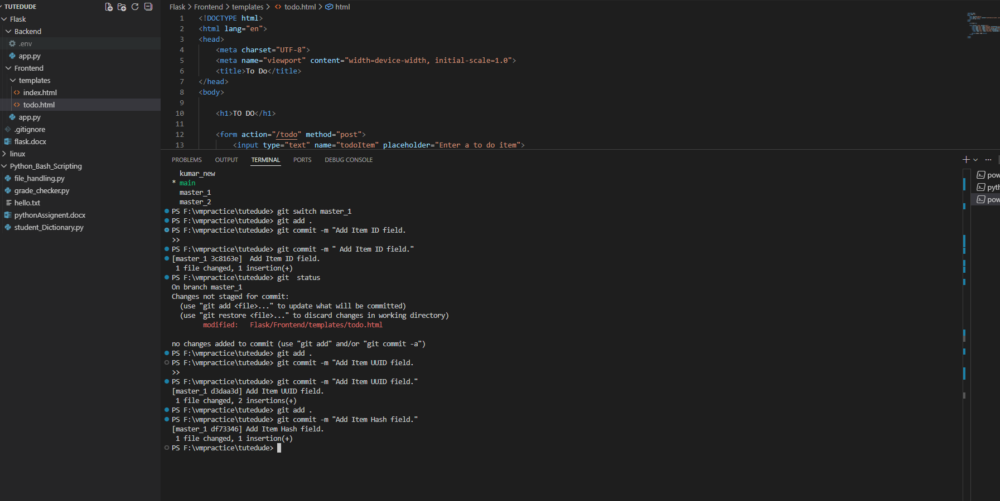 TUTEDUDE
Flask
Backend
.env
app.py
Frontend
templates
index.html
todo.html
app.py
.gitignore
flask.docx
linux
Python_Bash_Scripting
file_handling.py
grade_checker.py
hello.txt
pythonAssignent.docx
student_Dictionary.py
Flask > Frontend > templates > <> todo.html > html
1 <!DOCTYPE html>
2 <html lang="en">
3 <head>
4 <meta charset="UTF-8">
5 <meta name="viewport" content="width=device-width, initial-scale=1.0">
6 <title>To Do</title>
7 </head>
8 <body>
9
10 <h1>TO DO</h1>
11
12 <form action="/todo" method="post">
13 <input type="text" name="todoItem" placeholder="Enter a to do item">
PROBLEMS OUTPUT TERMINAL PORTS DEBUG CONSOLE
kumar_new
* main
master_1
master_2
PS F:\vmpractice\tutedude> git switch master_1
PS F:\vmpractice\tutedude> git add .
PS F:\vmpractice\tutedude> git commit -m "Add Item ID field.
>>
PS F:\vmpractice\tutedude> git commit -m " Add Item ID field."
[master_1 3c8163e]  Add Item ID field.
1 file changed, 1 insertion(+)
PS F:\vmpractice\tutedude> git  status
On branch master_1
Changes not staged for commit:
(use "git add <file>..." to update what will be committed)
(use "git restore <file>..." to discard changes in working directory)
modified:   Flask/Frontend/templates/todo.html
no changes added to commit (use "git add" and/or "git commit -a")
PS F:\vmpractice\tutedude> git add .
PS F:\vmpractice\tutedude> git commit -m "Add Item UUID field.
>>
PS F:\vmpractice\tutedude> git commit -m "Add Item UUID field."
[master_1 d3daa3d] Add Item UUID field.
1 file changed, 2 insertions(+)
PS F:\vmpractice\tutedude> git add .
PS F:\vmpractice\tutedude> git commit -m "Add Item Hash field."
[master_1 df73346] Add Item Hash field.
1 file changed, 1 insertion(+)
PS F:\vmpractice\tutedude>
pow
pyth
pow